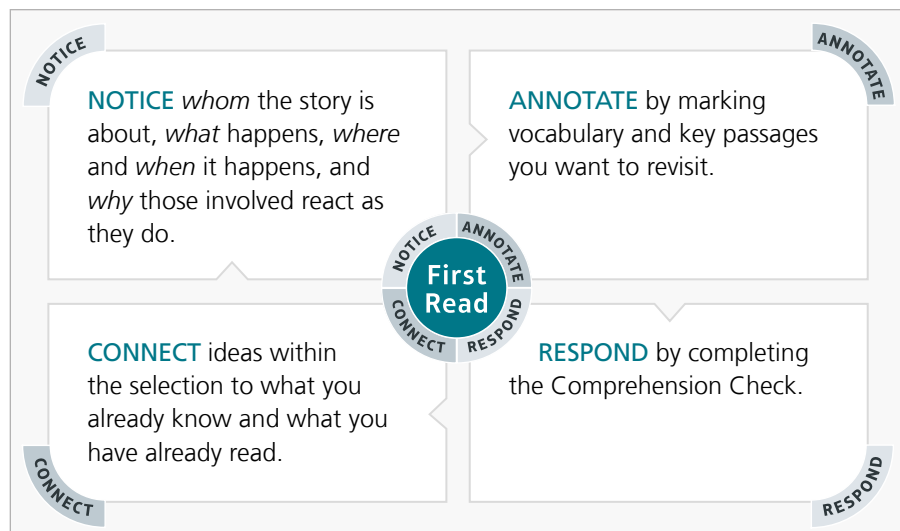 NOTICE
NOTICE whom the story is
about, what happens, where
and when it happens, and
why those involved react as
they do.
ANNOTATE
ANNOTATE by marking
vocabulary and key passages
you want to revisit.
NOTICE
ANNOTATE
First
Read
CONNECT
RESPOND
CONNECT ideas within
the selection to what you
already know and what you
have already read.
CONNECT
RESPOND by completing
the Comprehension Check.
RESPOND